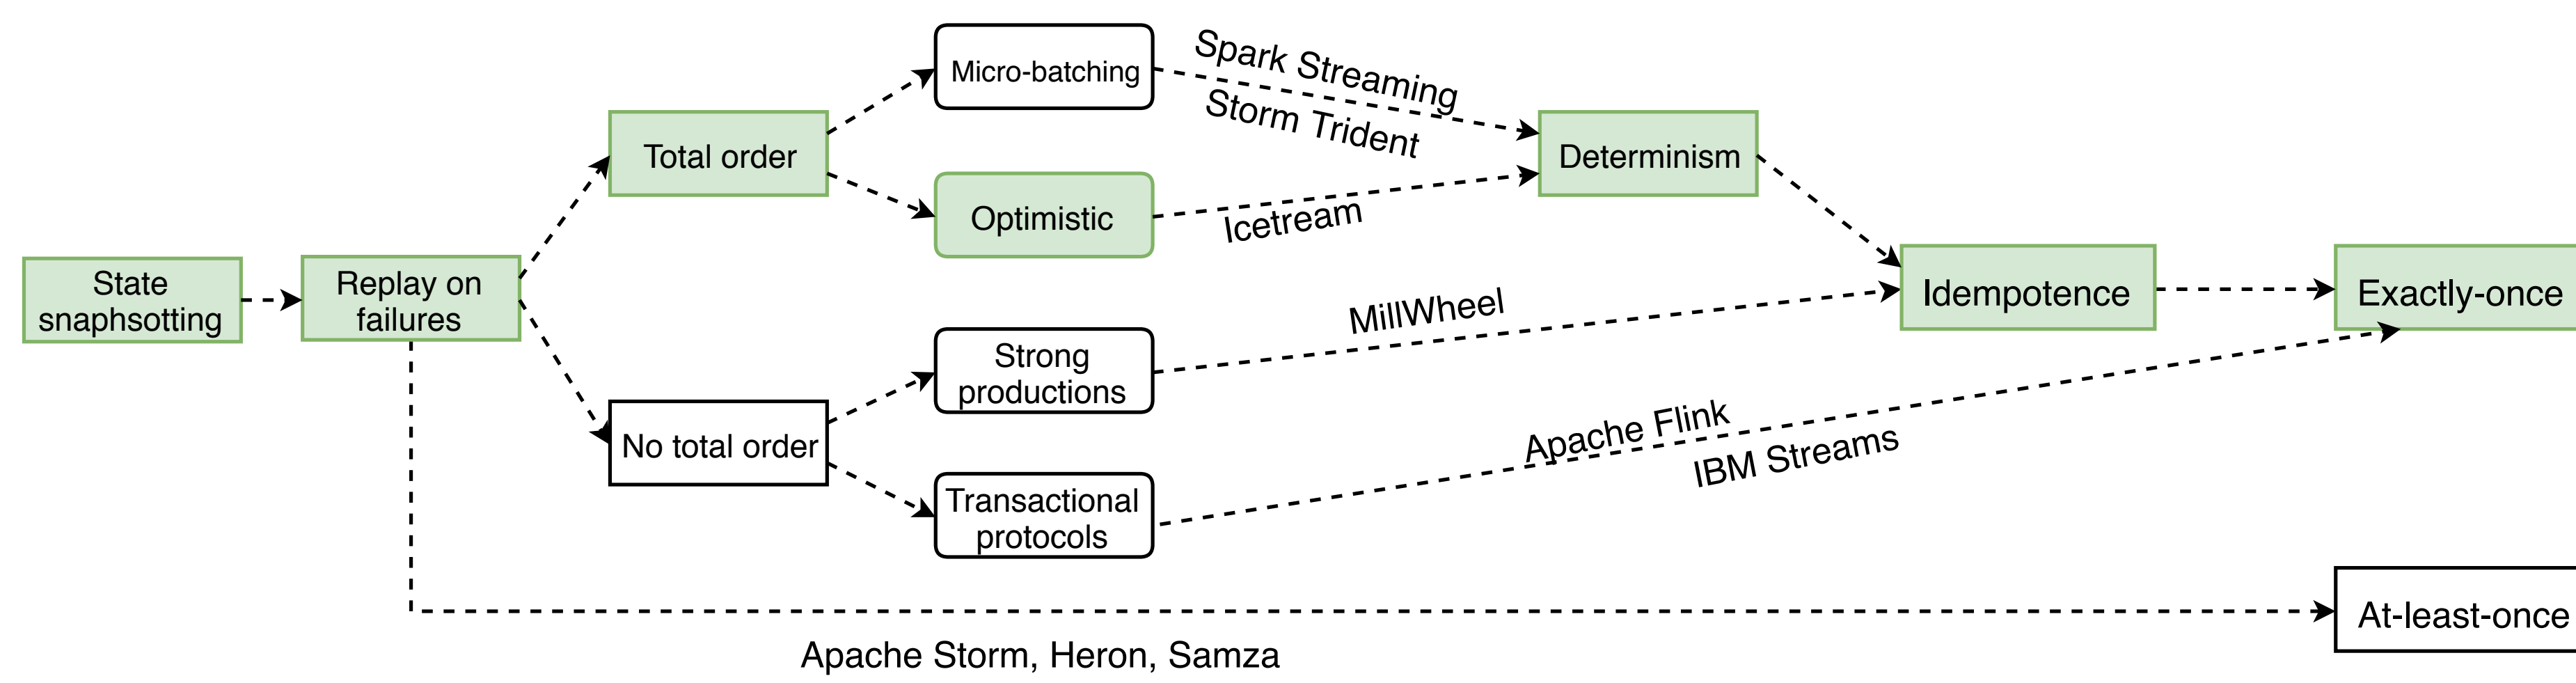 State
snaphsotting
Replay on
failures
Total order
No total order
Micro-batching
Optimistic
Strong
productions
Transactional
protocols
Spark Streaming
Storm Trident
Icetream
MillWheel
Apache Flink
IBM Streams
Determinism
Idempotence
Exactly-once
At-least-once
Apache Storm, Heron, Samza